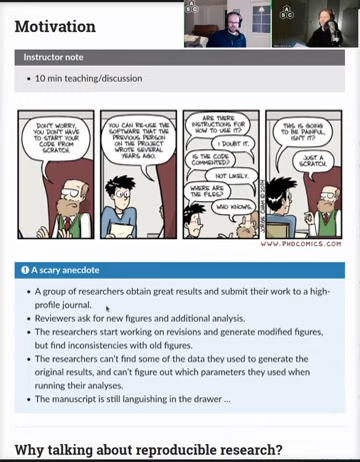 Motivation
A
S C
A
S C
Instructor note
• 10 min teaching/discussion
DON'T WORRY,
YOU DON'T HAVE
TO START YOUR
CODE FROM
SCRATCH.
YOU CAN RE-USE THE
SOFTWARE THAT THE
PREVIOUS PERSON
ON THE PROJECT
WROTE SEVERAL
YEARS AGO.
ARE THERE
INSTRUCTIONS FOR
HOW TO USE IT?
I DOUBT IT.
IS THE CODE
COMMENTED?
NOT LIKELY.
WHERE ARE
THE FILES?
WHO KNOWS.
THIS IS GOING
TO BE PAINFUL,
ISN'T IT?
JUST A
SCRATCH.
WWW.PHDCOMICS.COM
A scary anecdote
• A group of researchers obtain great results and submit their work to a high-
profile journal.
• Reviewers ask for new figures and additional analysis.
• The researchers start working on revisions and generate modified figures,
but find inconsistencies with old figures.
• The researchers can't find some of the data they used to generate the
original results, and can't figure out which parameters they used when
running their analyses.
• The manuscript is still languishing in the drawer ...
Why talking about reproducible research?